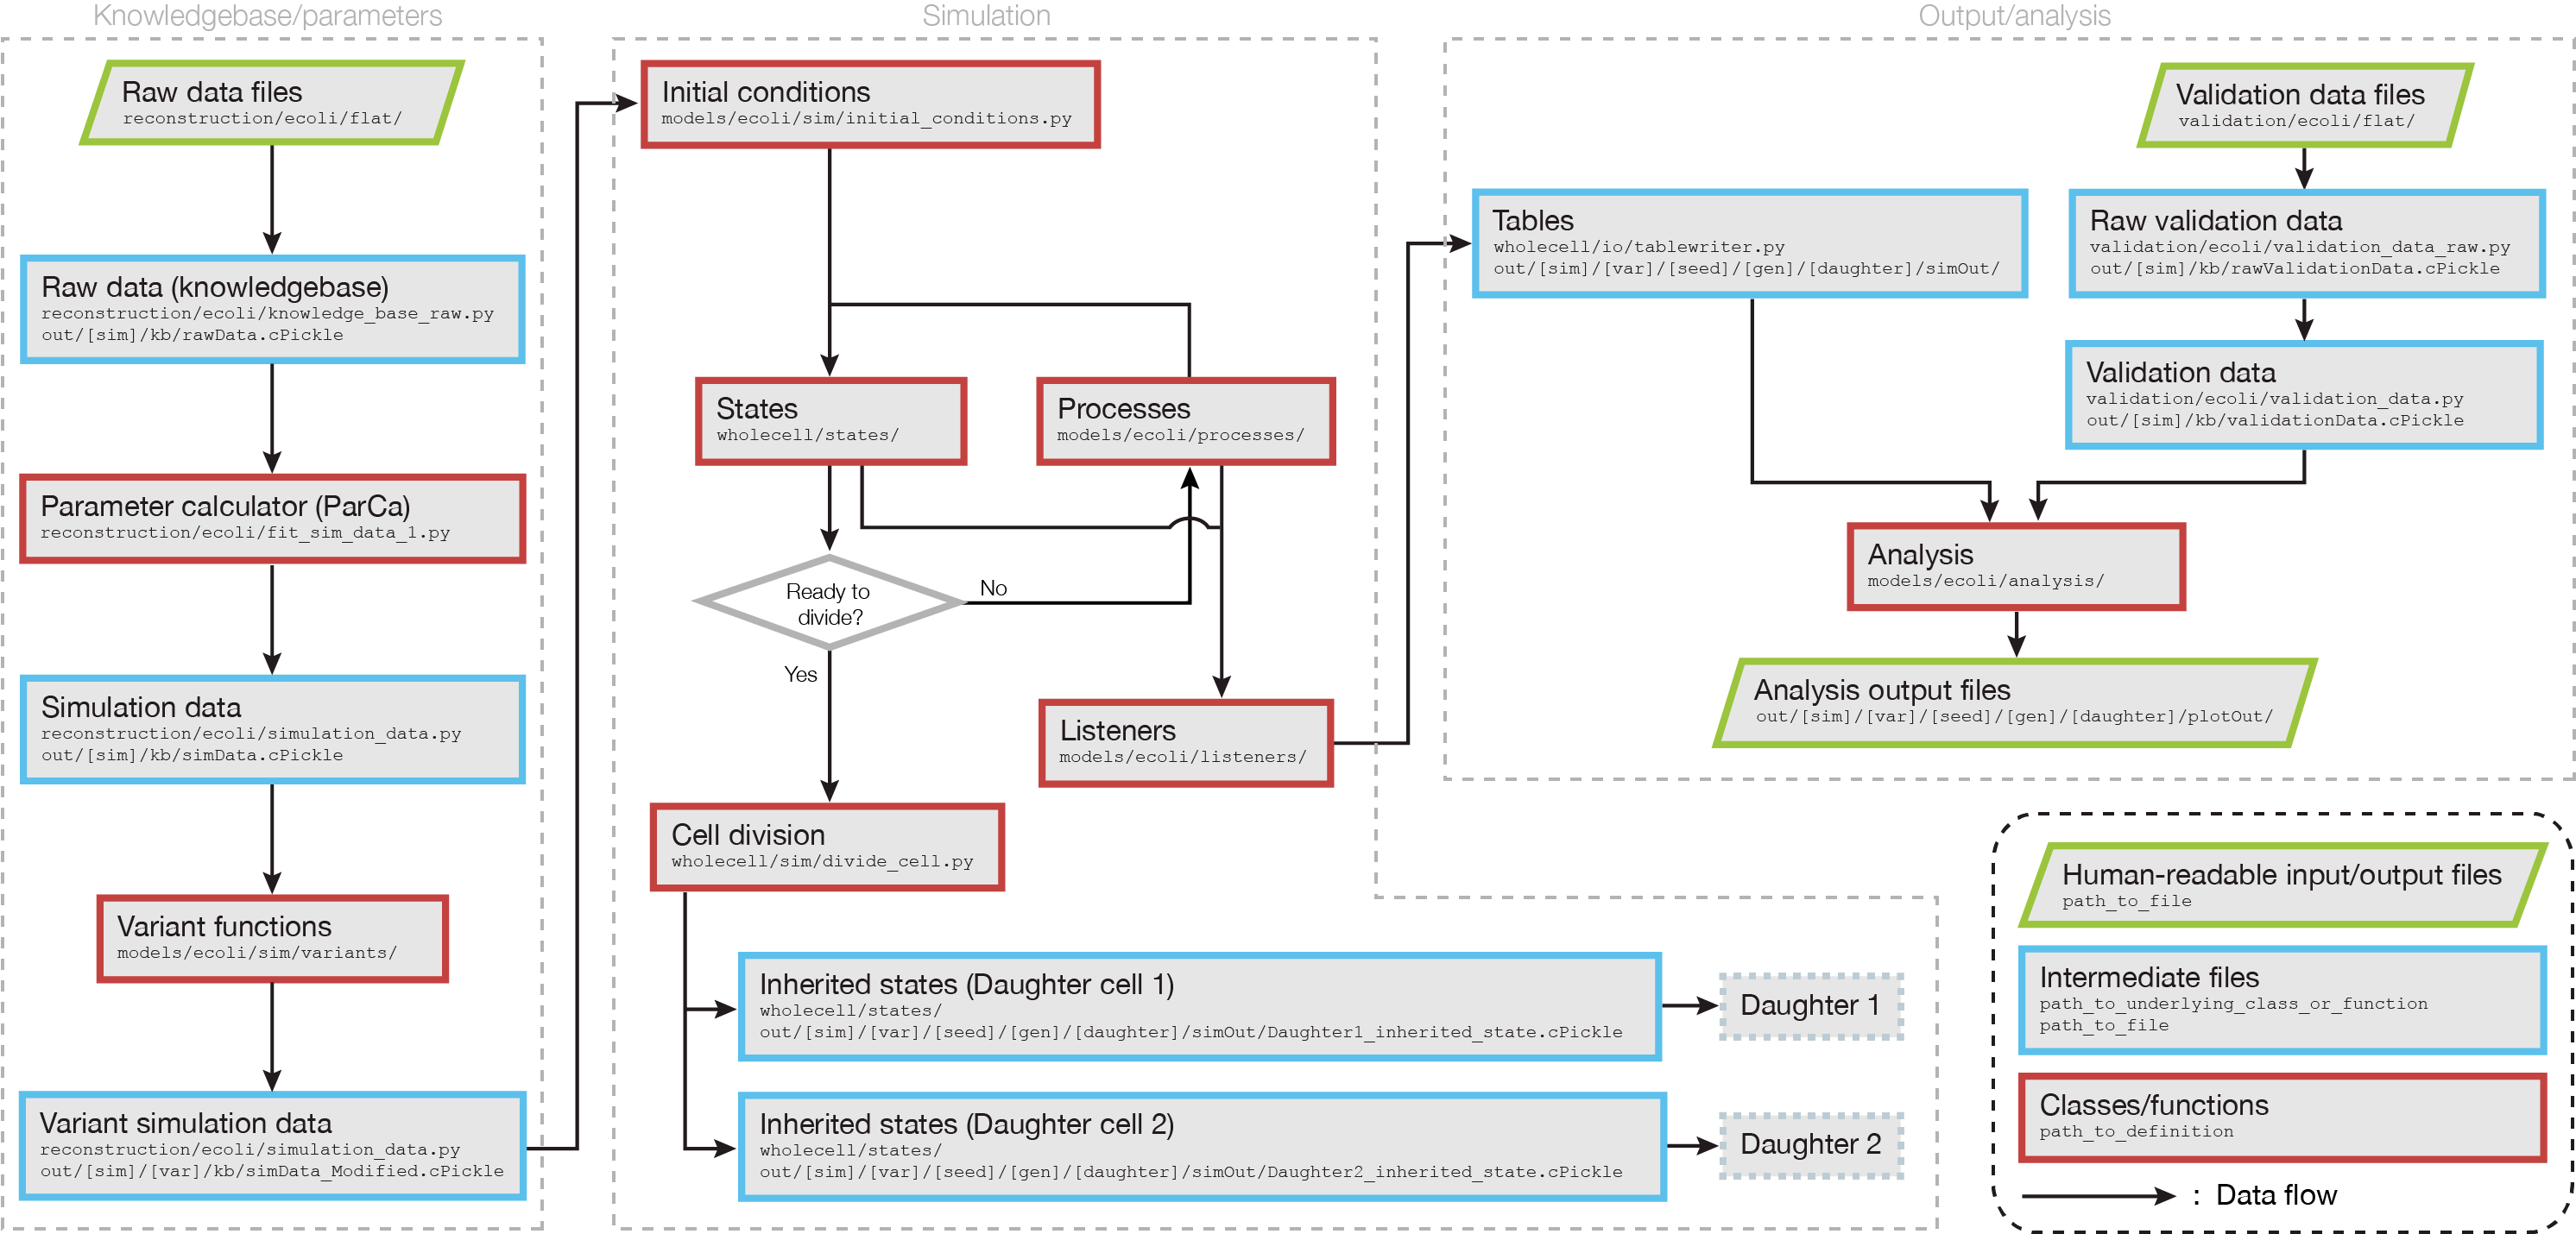 Knowledgebase/parameters
Raw data files
reconstruction/ecoli/flat/
Raw data (knowledgebase)
reconstruction/ecoli/knowledge_base_raw.py
out/[sim]/kb/rawData.cPickle
Parameter calculator (ParCa)
reconstruction/ecoli/fit_sim_data_1.py
Simulation data
reconstruction/ecoli/simulation_data.py
out/[sim]/kb/simData.cPickle
Variant functions
models/ecoli/sim/variants/
Variant simulation data
reconstruction/ecoli/simulation_data.py
out/[sim]/[var]/kb/simData_Modified.cPickle
Simulation
Initial conditions
models/ecoli/sim/initial_conditions.py
States
wholecell/states/
Processes
models/ecoli/processes/
Ready to
divide?
No
Yes
Listeners
models/ecoli/listeners/
Cell division
wholecell/sim/divide_cell.py
Inherited states (Daughter cell 1)
wholecell/states/
out/[sim]/[var]/[seed]/[gen]/[daughter]/simOut/Daughter1_inherited_state.cPickle
Daughter 1
Inherited states (Daughter cell 2)
wholecell/states/
out/[sim]/[var]/[seed]/[gen]/[daughter]/simOut/Daughter2_inherited_state.cPickle
Daughter 2
Output/analysis
Validation data files
validation/ecoli/flat/
Tables
wholecell/io/tablewriter.py
out/[sim]/[var]/[seed]/[gen]/[daughter]/simOut/
Raw validation data
validation/ecoli/validation_data_raw.py
out/[sim]/kb/rawValidationData.cPickle
Validation data
validation/ecoli/validation_data.py
out/[sim]/kb/validationData.cPickle
Analysis
models/ecoli/analysis/
Analysis output files
out/[sim]/[var]/[seed]/[gen]/[daughter]/plotOut/
Human-readable input/output files
path_to_file
Intermediate files
path_to_underlying_class_or_function
path_to_file
Classes/functions
path_to_definition
: Data flow